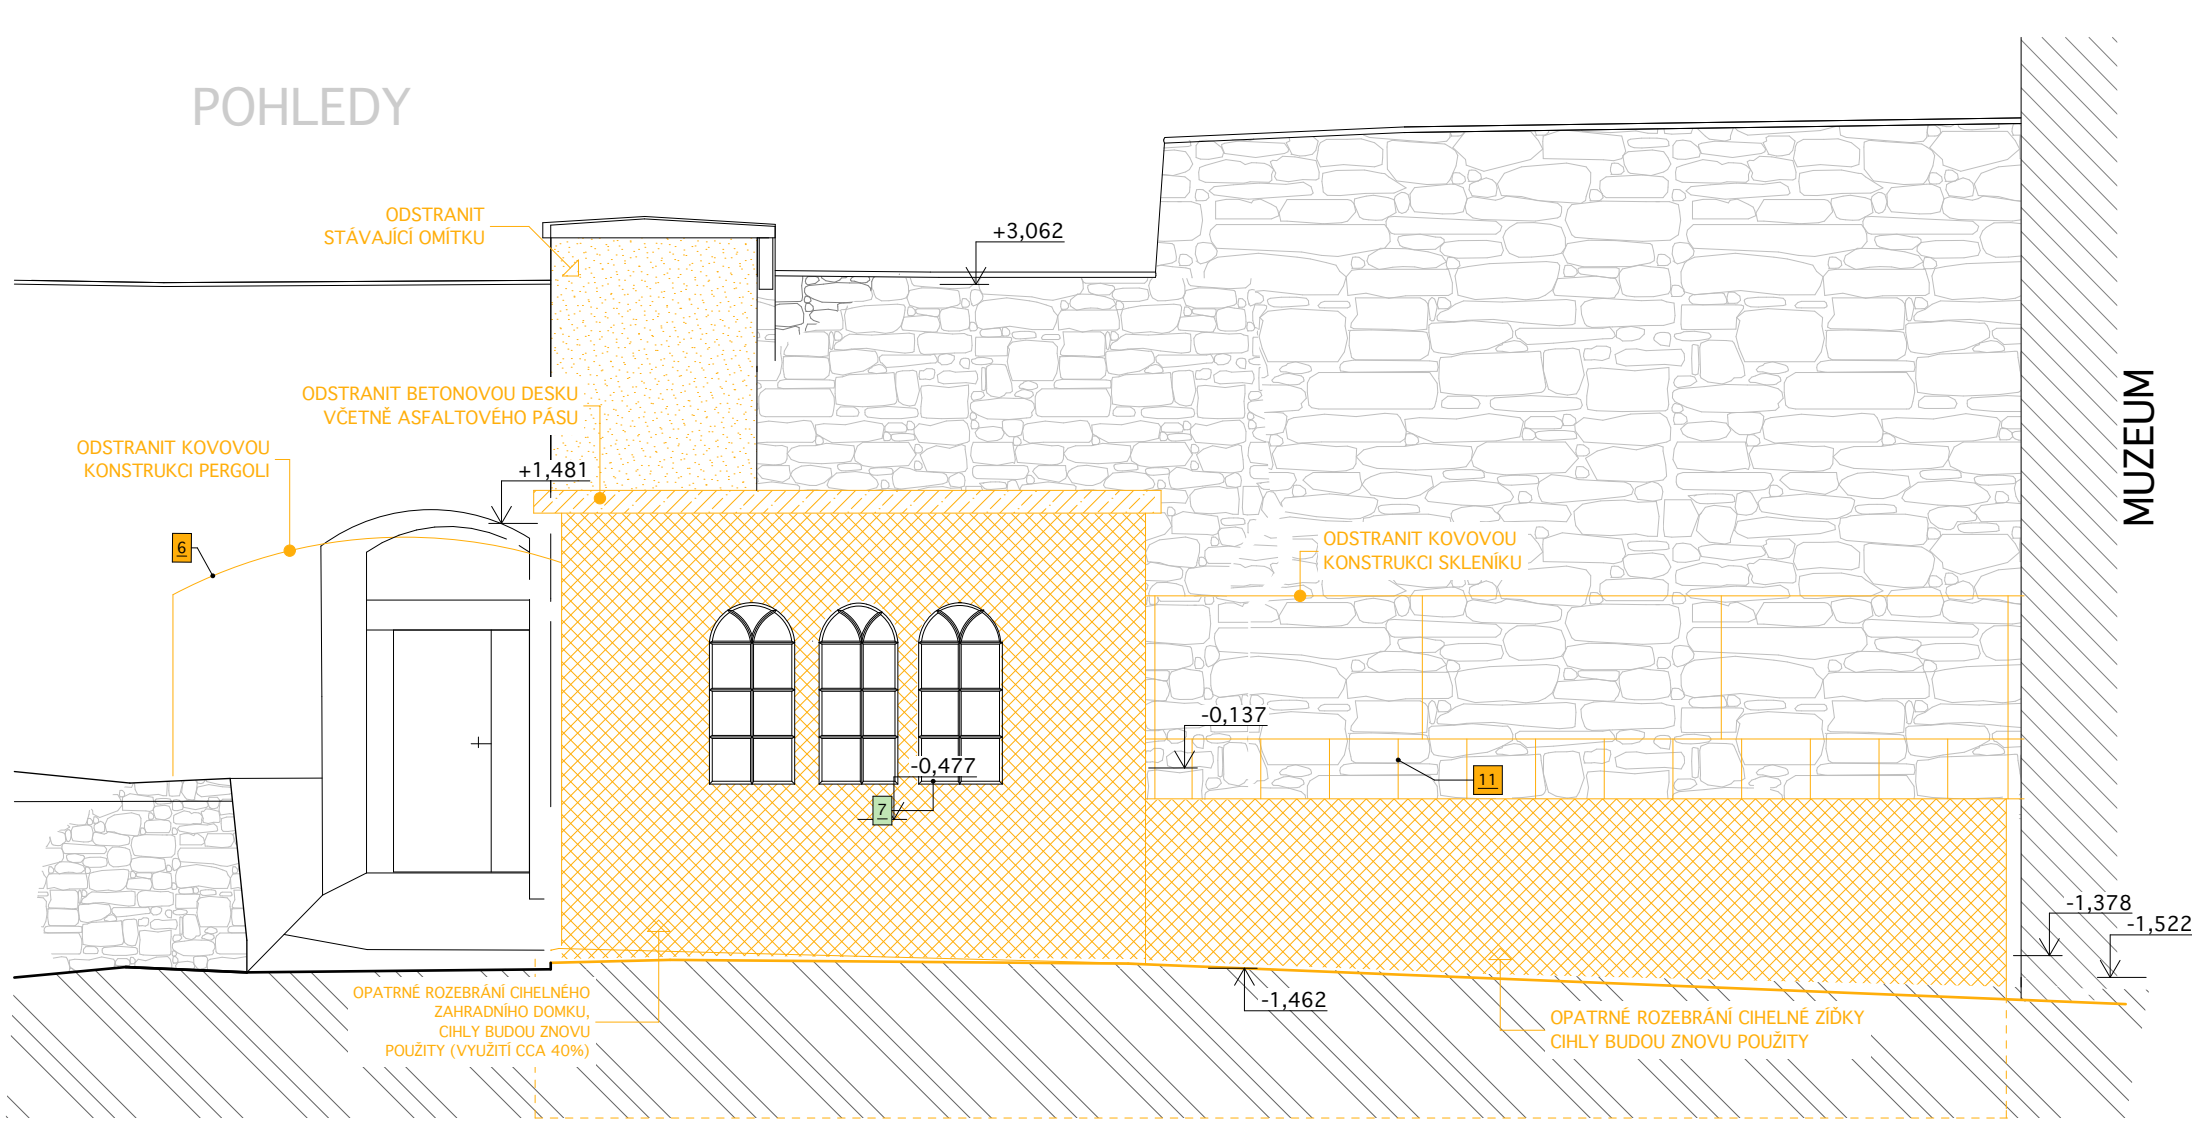 POHLEDY
ODSTRANIT
STÁVAJÍCÍ OMÍTKU
+3,062
ODSTRANIT BETONOVOU DESKU
VČETNĚ ASFALTOVÉHO PÁSU
ODSTRANIT KOVOVOU
KONSTRUKCI PERGOLI
+1,481
6
MUZEUM
ODSTRANIT KOVOVOU
KONSTRUKCI SKLENÍKU
-0,137
-0,477
11
7
-1,378
-1,522
-1,462
OPATRNÉ ROZEBRÁNÍ CIHELNÉHO
ZAHRADNÍHO DOMKU,
CIHLY BUDOU ZNOVU
POUŽITY (VYUŽITÍ CCA 40%)
OPATRNÉ ROZEBRÁNÍ CIHELNÉ ZÍĎKY
CIHLY BUDOU ZNOVU POUŽITY